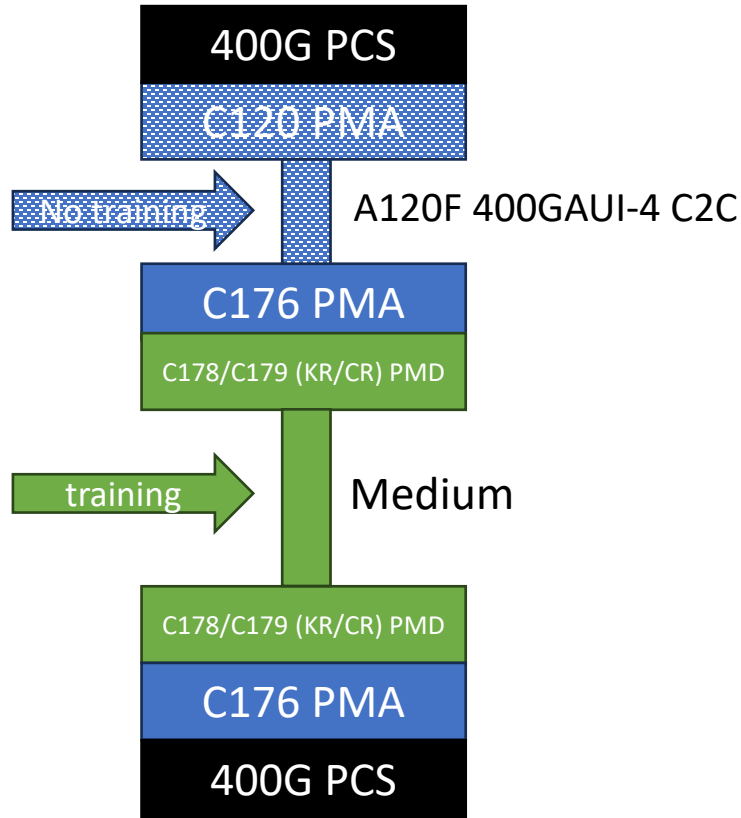 400G PCS
C120 PMA
No training
A120F 400GAUI-4 C2C
C176 PMA
C178/C179 (KR/CR) PMD
training
Medium
C178/C179 (KR/CR) PMD
C176 PMA
400G PCS